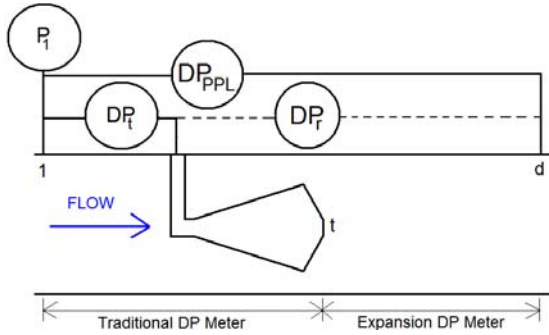 P1
DPPPL
DPt
DPr
1
d
FLOW
t
Traditional DP Meter
Expansion DP Meter